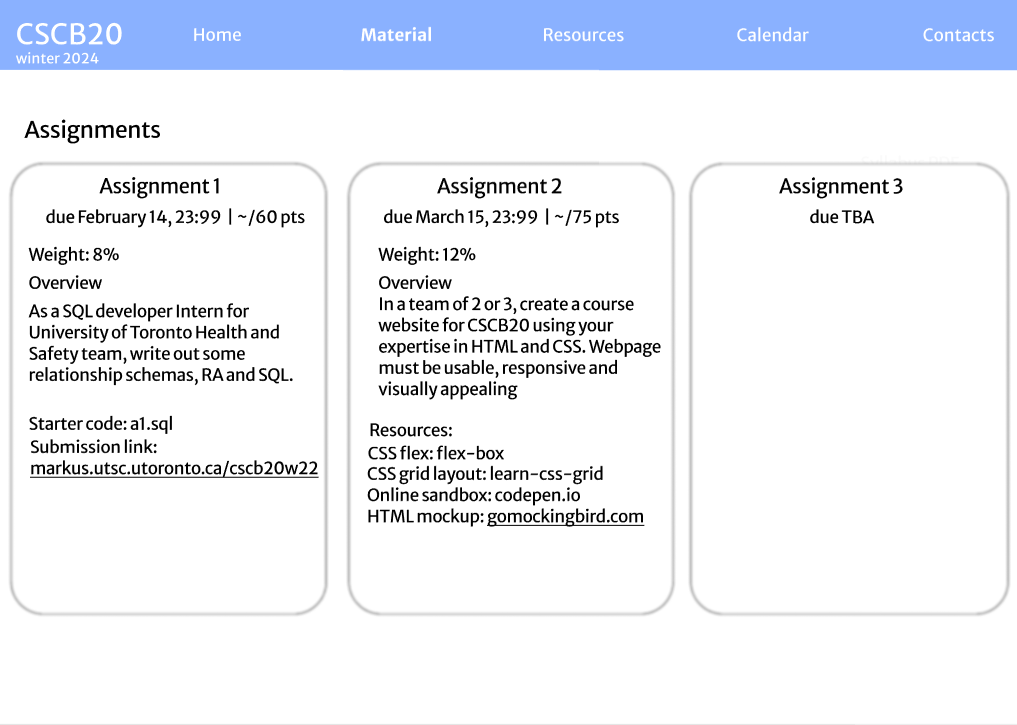 CSCB20
winter 2024
Home
Material
Resources
Calendar
Contacts
Assignments
Assignment 1
due February 14, 23:99 | ~/60 pts
Weight: 8%
Overview
As a SQL developer Intern for
University of Toronto Health and
Safety team, write out some
relationship schemas, RA and SQL.
Starter code: a1.sql
Submission link:
markus.utsc.utoronto.ca/cscb20w22
Assignment 2
due March 15, 23:99 | ~/75 pts
Weight: 12%
Overview
In a team of 2 or 3, create a course
website for CSCB20 using your
expertise in HTML and CSS. Webpage
must be usable, responsive and
visually appealing
Resources:
CSS flex: flex-box
CSS grid layout: learn-css-grid
Online sandbox: codepen.io
HTML mockup: gomockingbird.com
Assignment 3
due TBA